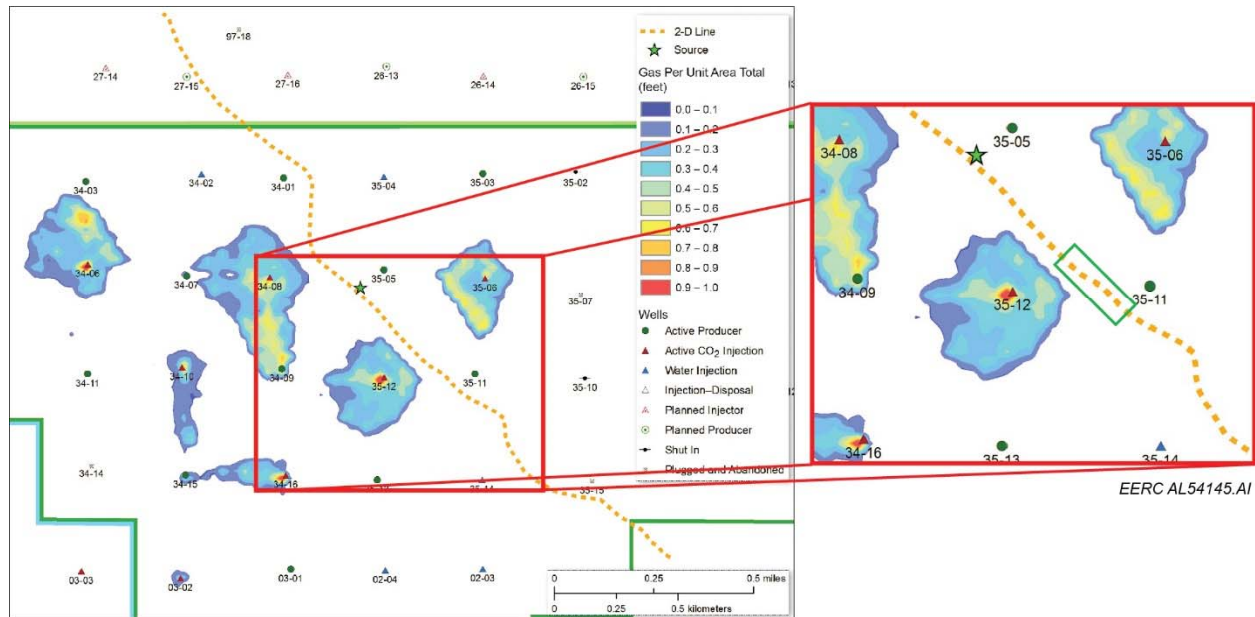 97-18
27-14
27-15
27-16
26-13
26-14
26-15
34-03
34-02
34-01
35-04
35-03
35-02
34-06
34-07
34-08
35-05
35-06
35-07
34-11
34-10
34-09
35-12
35-11
35-10
34-14
34-15
34-16
35-15
03-03
03-02
03-01
02-04
02-03
2-D Line
Source
Gas Per Unit Area Total
(feet)
0.0 – 0.1
0.1 – 0.2
0.2 – 0.3
0.3 – 0.4
0.4 – 0.5
0.5 – 0.6
0.6 – 0.7
0.7 – 0.8
0.8 – 0.9
0.9 – 1.0
Wells
Active Producer
Active CO2 Injection
Water Injection
Injection–Disposal
Planned Injector
Planned Producer
Shut In
Plugged and Abandoned
0 0.25 0.5 miles
0 0.25 0.5 kilometers
34-08
35-05
35-06
34-09
35-12
35-11
34-16
35-13
35-14
EERC AL54145.AI